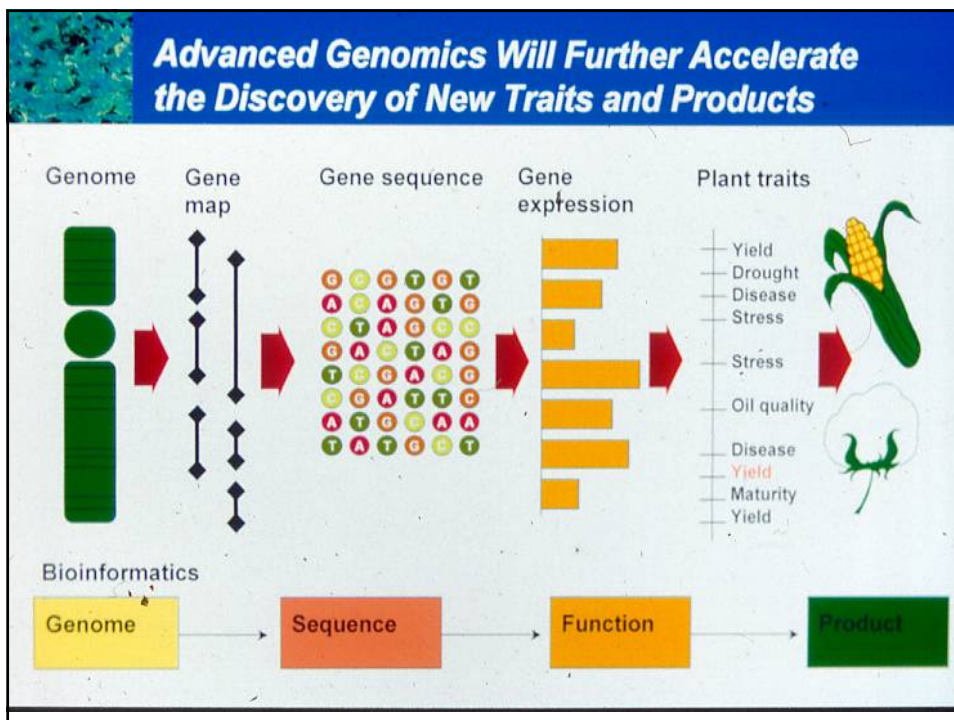 Advanced Genomics Will Further Accelerate
the Discovery of New Traits and Products
Genome
Gene
map
Gene sequence
Gene
expression
Plant traits
G C G T G T
A C A G T G
C T A G C C
G A C T A G
T C G A C G
C G A T T C
A T G C A A
T A T G C T
Yield
Drought
Disease
Stress
Stress
Oil quality
Disease
Yield
Maturity
Yield
Bioinformatics
Genome
Sequence
Function
Product